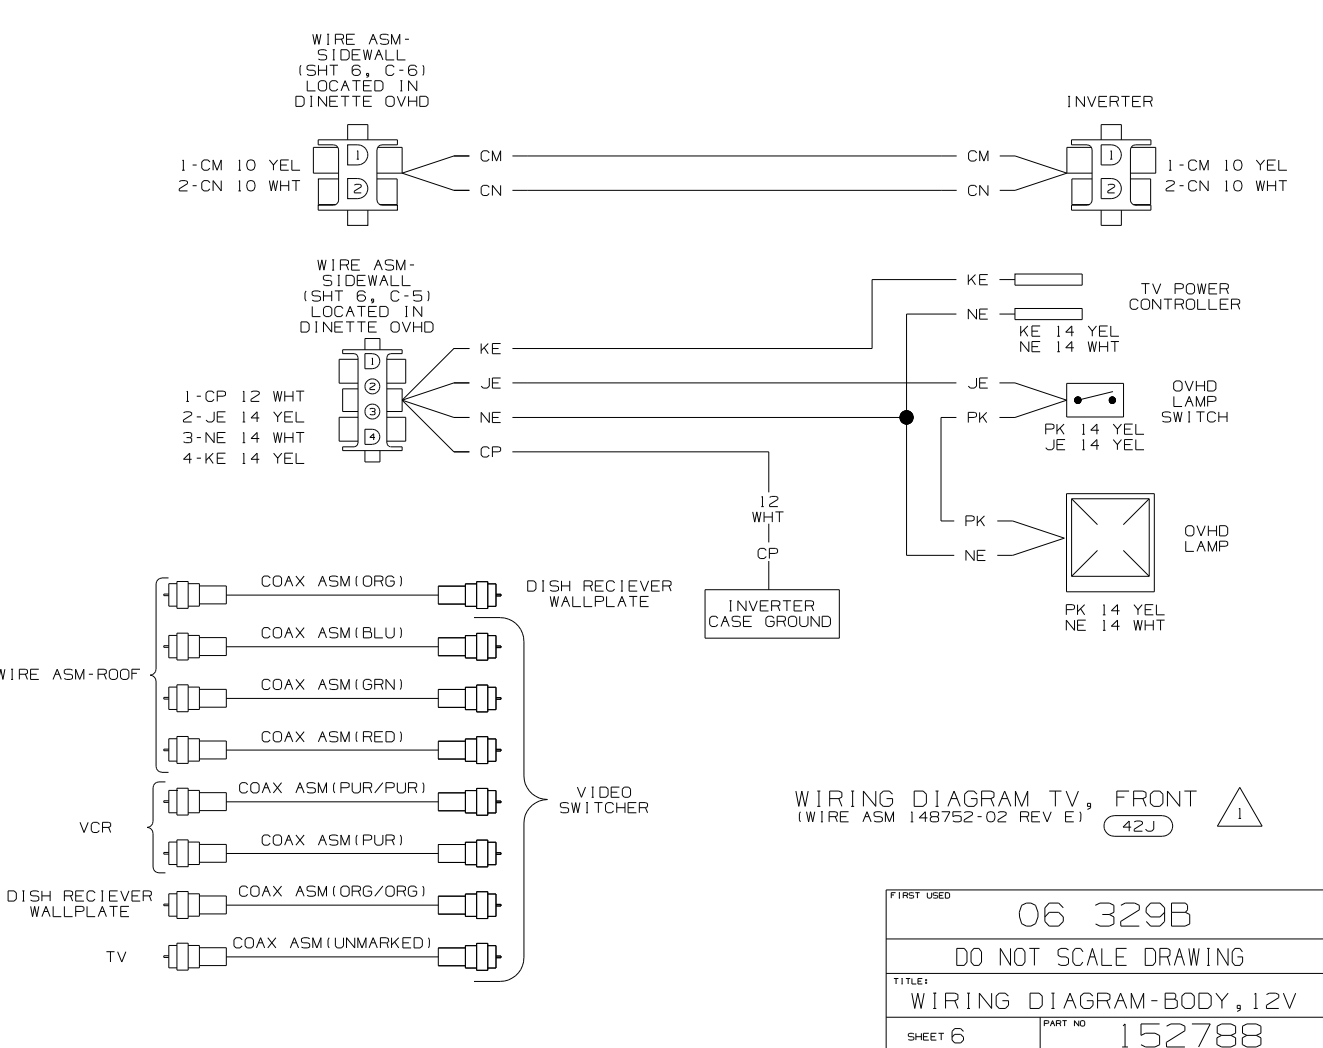 WIRE ASM-
SIDEWALL
(SHT 6, C-6)
LOCATED IN
DINETTE OVHD
INVERTER
1-CM 10 YEL
2-CN 10 WHT
1
2
CM
CN
CM
CN
1
2
1-CM 10 YEL
2-CN 10 WHT
WIRE ASM-
SIDEWALL
(SHT 6, C-5)
LOCATED IN
DINETTE OVHD
1-CP 12 WHT
2-JE 14 YEL
3-NE 14 WHT
4-KE 14 YEL
1
2
3
4
KE
JE
NE
CP
KE
NE
TV POWER
CONTROLLER
KE 14 YEL
NE 14 WHT
JE
PK
OVHD
LAMP
SWITCH
PK 14 YEL
JE 14 YEL
12
WHT
CP
INVERTER
CASE GROUND
PK
NE
OVHD
LAMP
PK 14 YEL
NE 14 WHT
COAX ASM(ORG)
DISH RECIEVER
WALLPLATE
COAX ASM(BLU)
WIRE ASM-ROOF
COAX ASM(GRN)
COAX ASM(RED)
COAX ASM(PUR/PUR)
VIDEO
SWITCHER
VCR
COAX ASM(PUR)
DISH RECIEVER
WALLPLATE
COAX ASM(ORG/ORG)
TV
COAX ASM(UNMARKED)
WIRING DIAGRAM TV, FRONT
(WIRE ASM 148752-02 REV E)
42J
1
FIRST USED
06 329B
DO NOT SCALE DRAWING
TITLE:
WIRING DIAGRAM-BODY,12V
SHEET 6
PART NO
152788